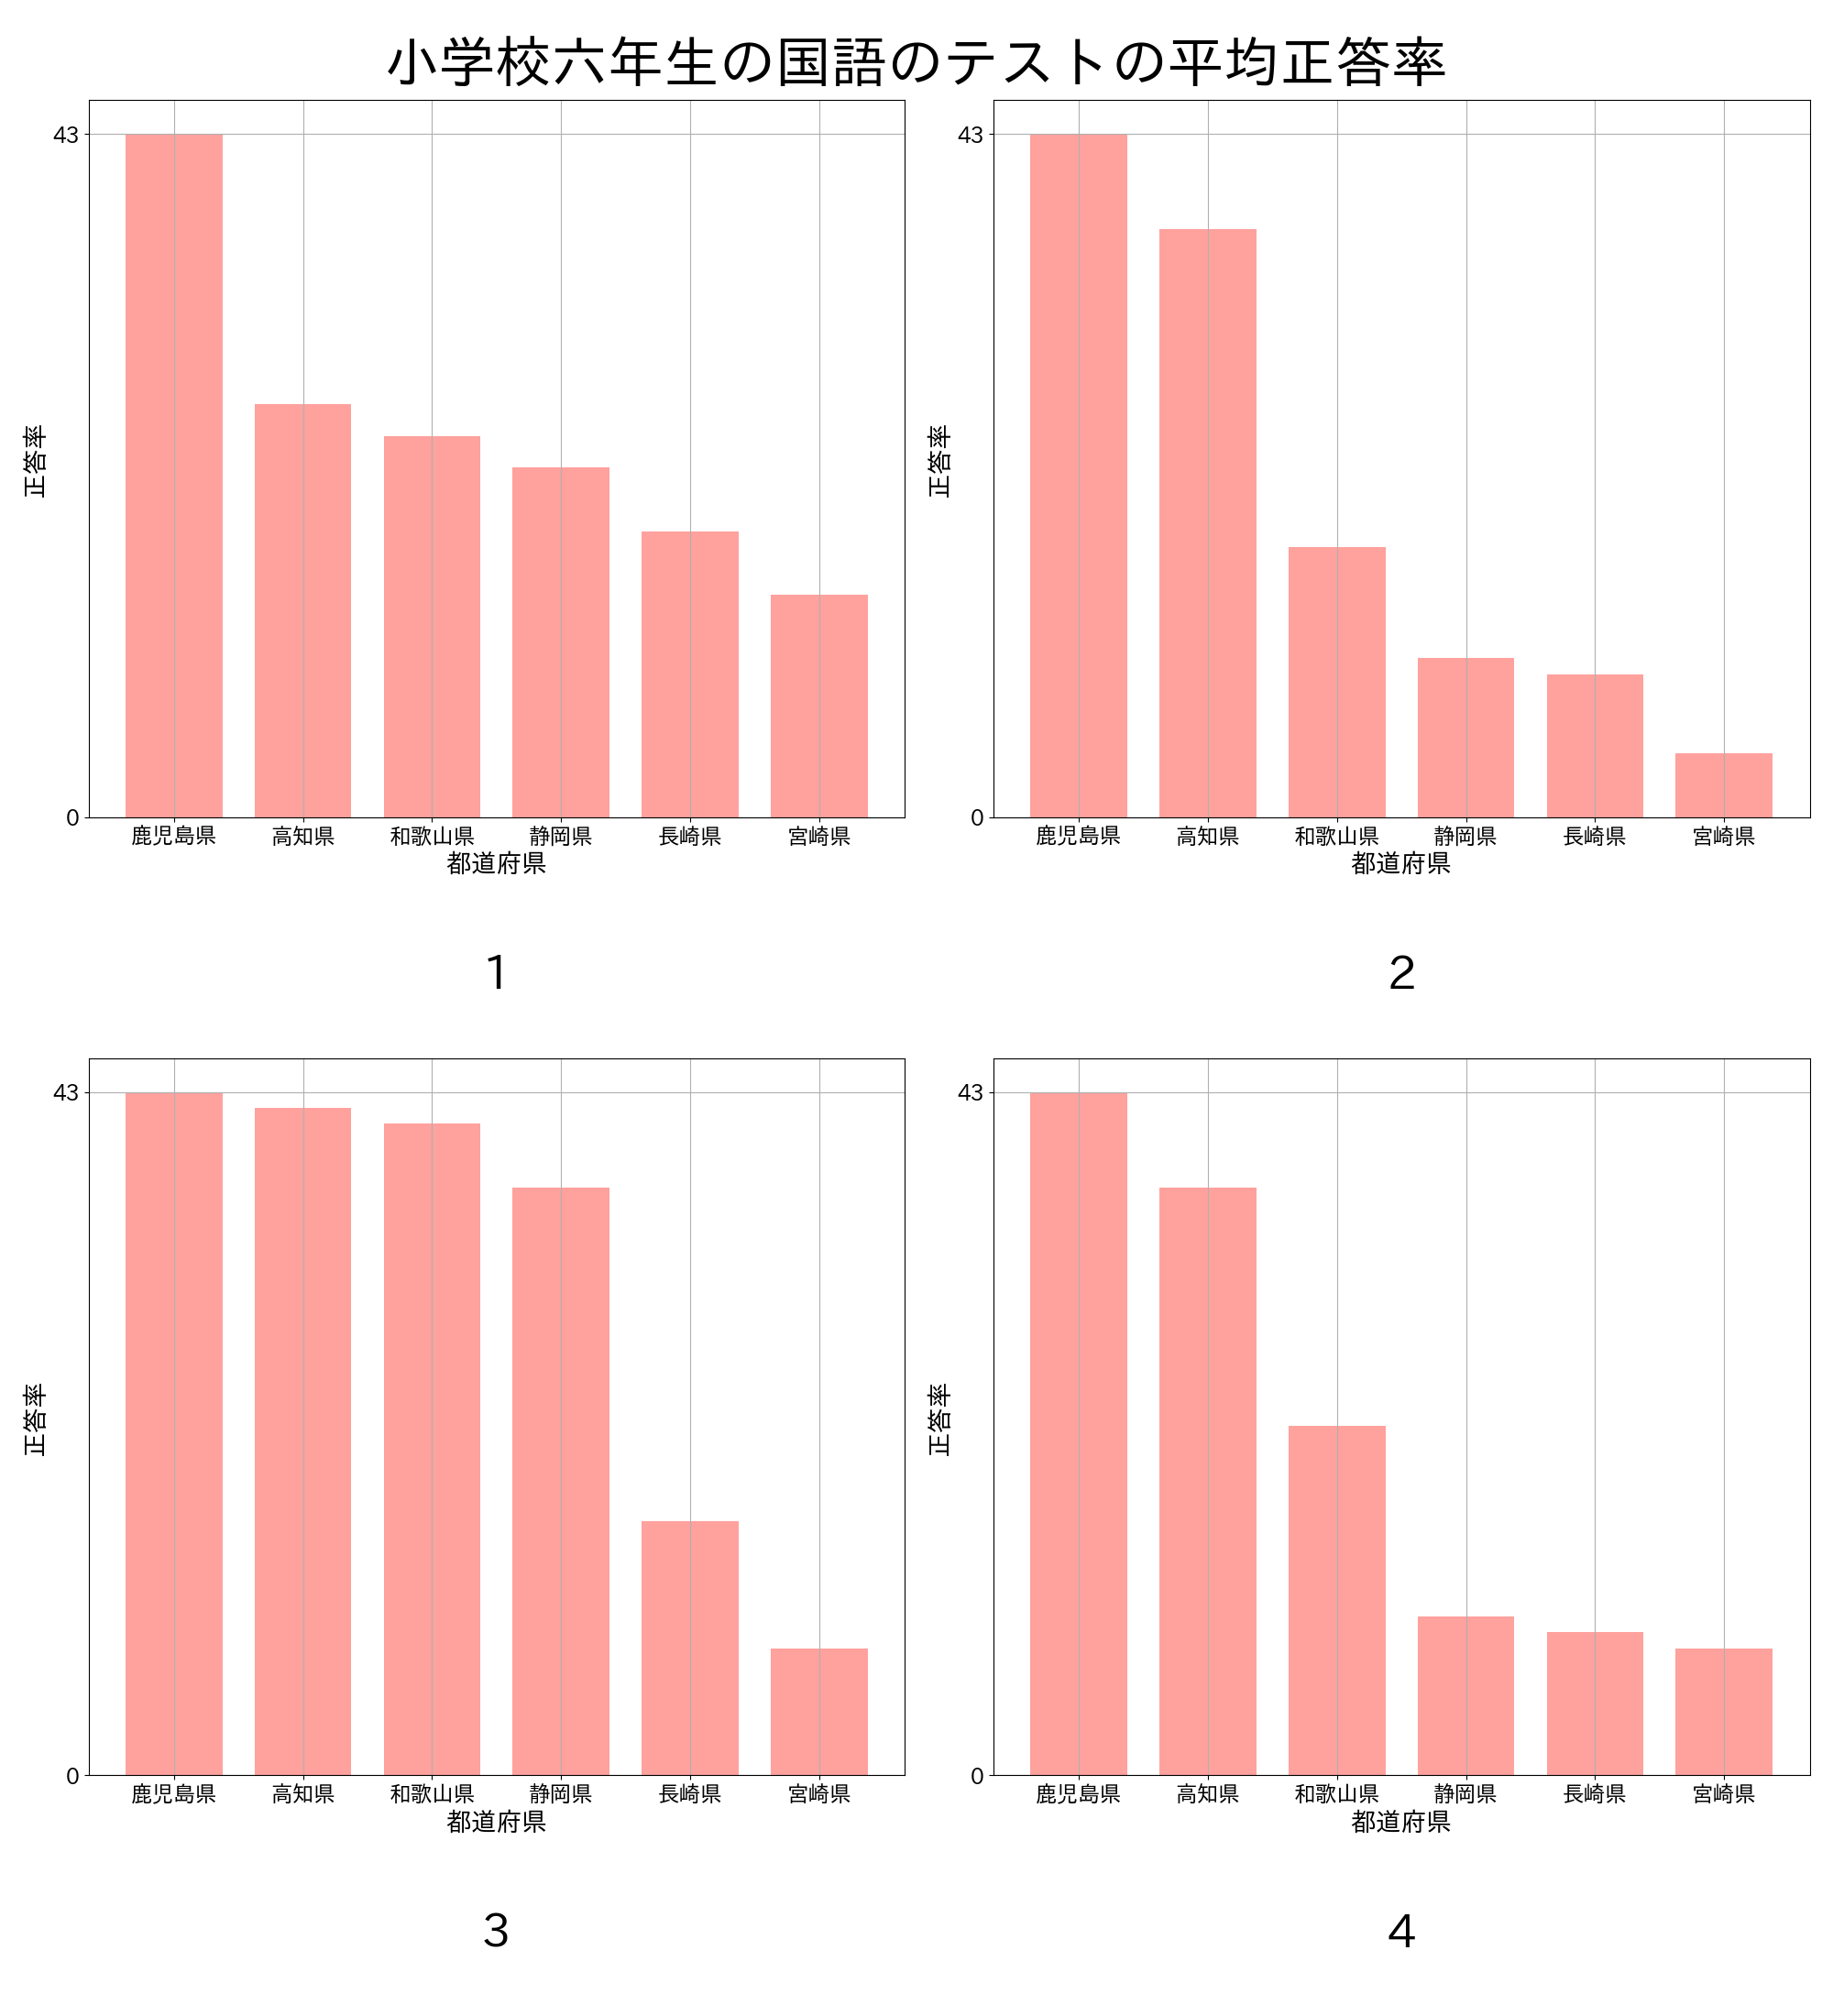 小学校六年生の国語のテストの平均正答率
43
0
正答率
鹿児島県 高知県 和歌山県 静岡県 長崎県 宮崎県
都道府県
1
43
0
正答率
鹿児島県 高知県 和歌山県 静岡県 長崎県 宮崎県
都道府県
2
43
0
正答率
鹿児島県 高知県 和歌山県 静岡県 長崎県 宮崎県
都道府県
3
43
0
正答率
鹿児島県 高知県 和歌山県 静岡県 長崎県 宮崎県
都道府県
4